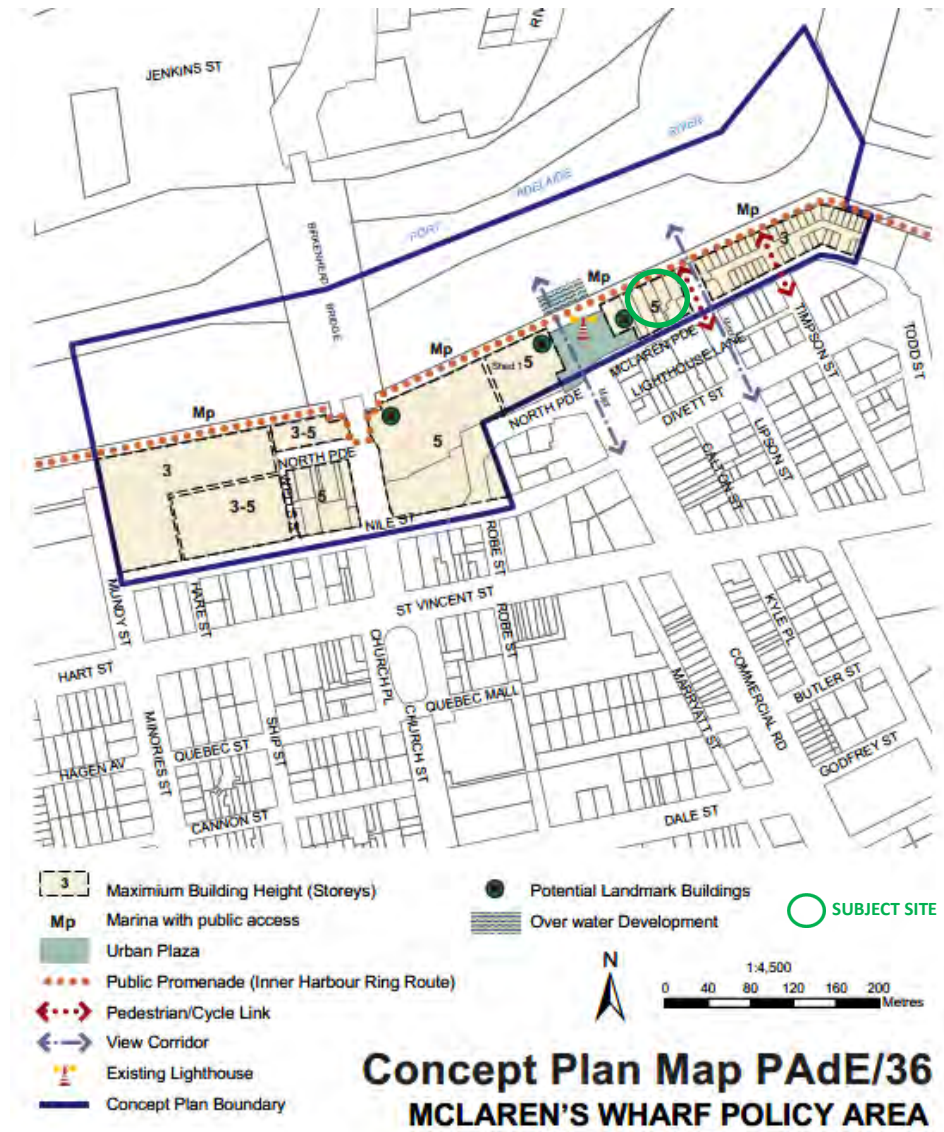 RIV
JENKINS ST
PORT ADELAIDE RIVER
BIRKENHEAD BRIDGE
Mp
3
Mp
5
Mp
5
Shed 1
Mp
5
MCLAREN PDE
LIGHTHOUSE LANE
NORTH PDE
DIVETT ST
TIMPSON ST
TODD ST
LIPSON ST
CALTON ST
3-5
NORTH PDE
3
3-5
5
NILE ST
ROBE ST
MUNDY ST
HARE ST
ST VINCENT ST
ROBE ST
KYLE PL
HART ST
CHURCH PL
QUEBEC MALL
MARRYATT ST
COMMERCIAL RD
BUTLER ST
MINORIES ST
QUEBEC ST
SHIP ST
CHURCH ST
GODFREY ST
HAGEN AV
CANNON ST
DALE ST
3
Maximium Building Height (Storeys)
Mp
Marina with public access
Urban Plaza
Public Promenade (Inner Harbour Ring Route)
Pedestrian/Cycle Link
View Corridor
Existing Lighthouse
Concept Plan Boundary
Potential Landmark Buildings
Over water Development
SUBJECT SITE
N
1:4,500
0 40 80 120 160 200
Metres
Concept Plan Map PAdE/36
MCLAREN'S WHARF POLICY AREA